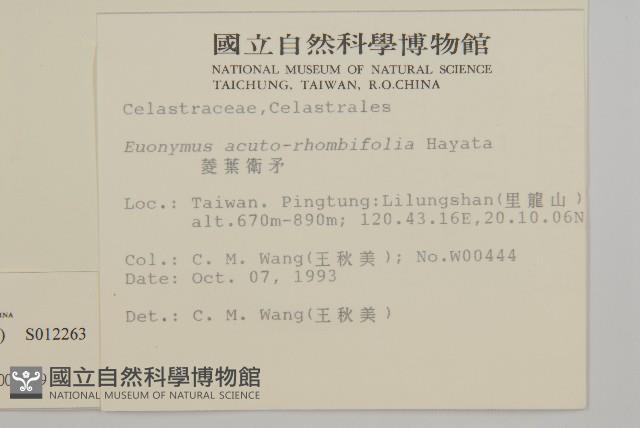 國立自然科學博物館
NATIONAL MUSEUM OF NATURAL SCIENCE
TAICHUNG, TAIWAN, R.O.CHINA
Celastraceae,Celastrales
Euonymus acuto-rhombifolia Hayata
菱葉衛矛
Loc.: Taiwan. Pingtung:Lilungshan(里龍山)
alt.670m-890m; 120.43.16E,20.10.06N
Col.: C. M. Wang(王秋美); No.W00444
Date: Oct. 07, 1993
Det.: C. M. Wang(王秋美)
S012263
國立自然科學博物館
NATIONAL MUSEUM OF NATURAL SCIENCE